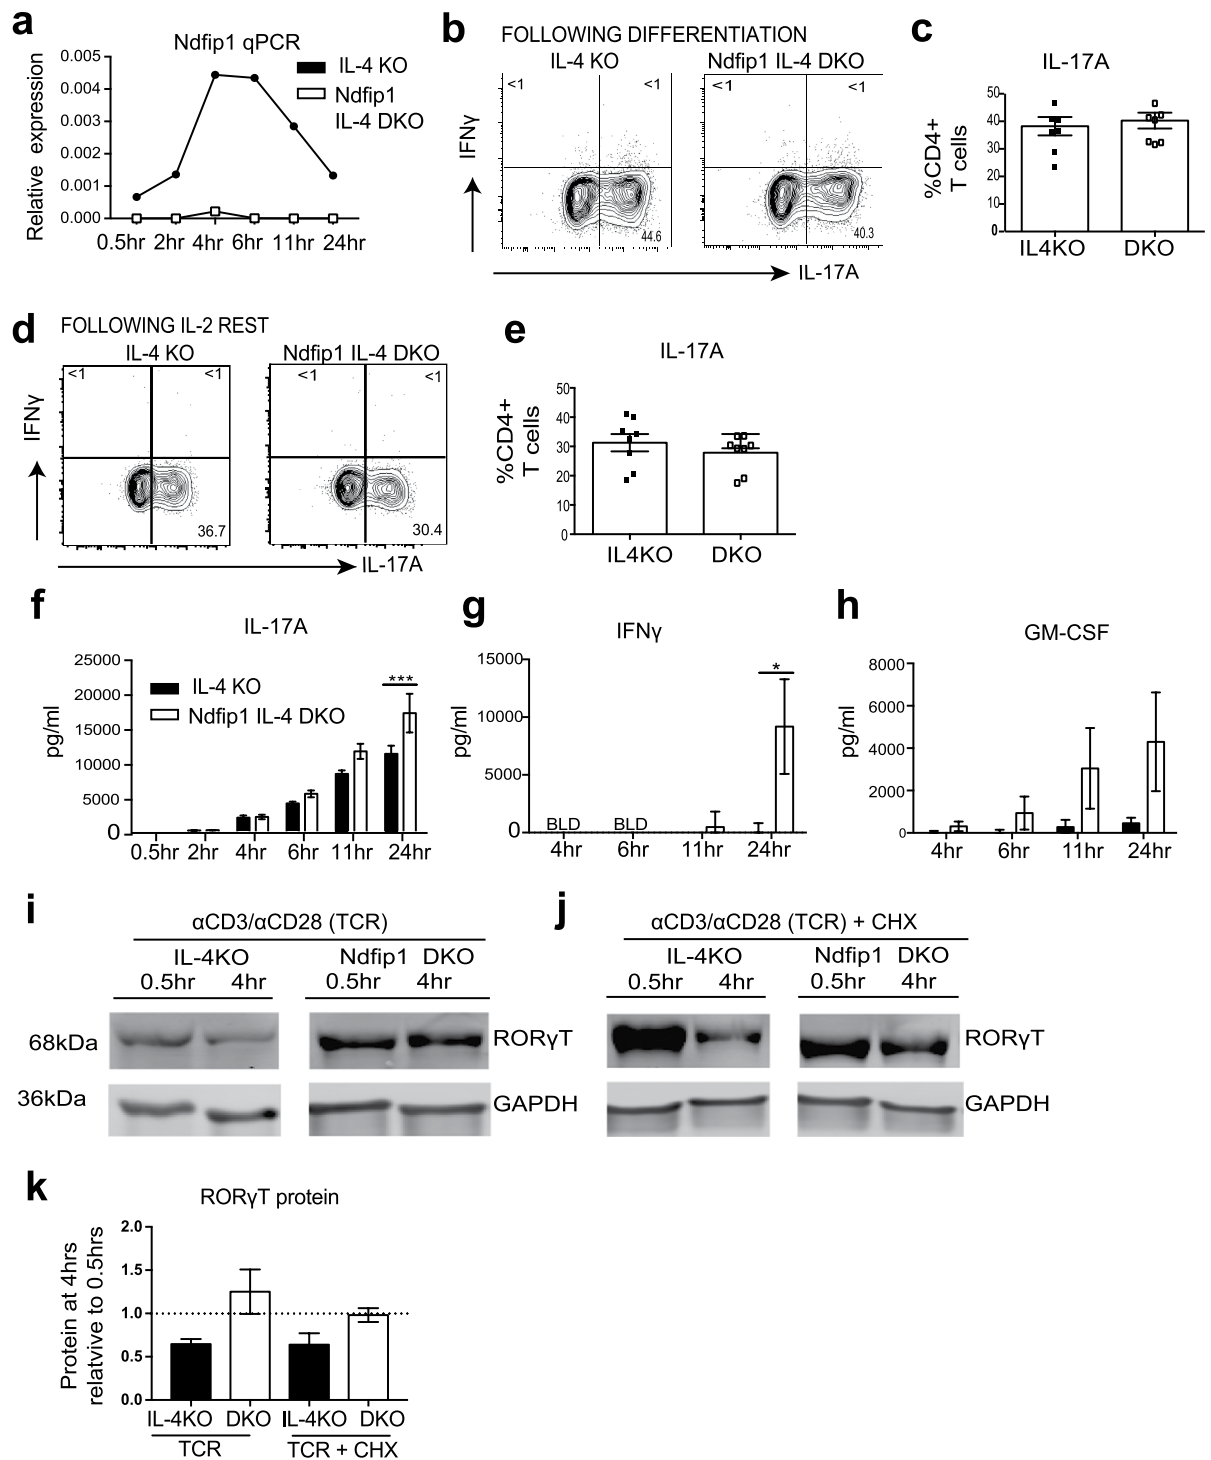 a
Ndfip1 qPCR
Relative expression
0.005
0.004
0.003
0.002
0.001
0.000
IL-4 KO
Ndfip1
IL-4 DKO
0.5hr 2hr 4hr 6hr 11hr 24hr
b
FOLLOWING DIFFERENTIATION
IL-4 KO
Ndfip1 IL-4 DKO
<1 <1 <1 <1
IFNγ
44.6
40.3
IL-17A
c
IL-17A
%CD4+
T cells
50
40
30
20
10
0
IL4KO DKO
d
FOLLOWING IL-2 REST
IL-4 KO
Ndfip1 IL-4 DKO
<1 <1 <1 <1
IFNγ
36.7
30.4
IL-17A
e
IL-17A
%CD4+
T cells
50
40
30
20
10
0
IL4KO DKO
f
IL-17A
pg/ml
25000
20000
15000
10000
5000
0
IL-4 KO
Ndfip1 IL-4 DKO
***
0.5hr 2hr 4hr 6hr 11hr 24hr
g
IFNγ
pg/ml
15000
10000
5000
0
BLD BLD
*
4hr 6hr 11hr 24hr
h
GM-CSF
pg/ml
8000
6000
4000
2000
0
4hr 6hr 11hr 24hr
i
αCD3/αCD28 (TCR)
IL-4KO Ndfip1 DKO
0.5hr 4hr 0.5hr 4hr
68kDa RORγT
36kDa GAPDH
j
αCD3/αCD28 (TCR) + CHX
IL-4KO Ndfip1 DKO
0.5hr 4hr 0.5hr 4hr
RORγT
GAPDH
k
RORγT protein
Protein at 4hrs
relatvive to 0.5hrs
2.0
1.5
1.0
0.5
0.0
IL-4KO DKO IL-4KO DKO
TCR TCR + CHX